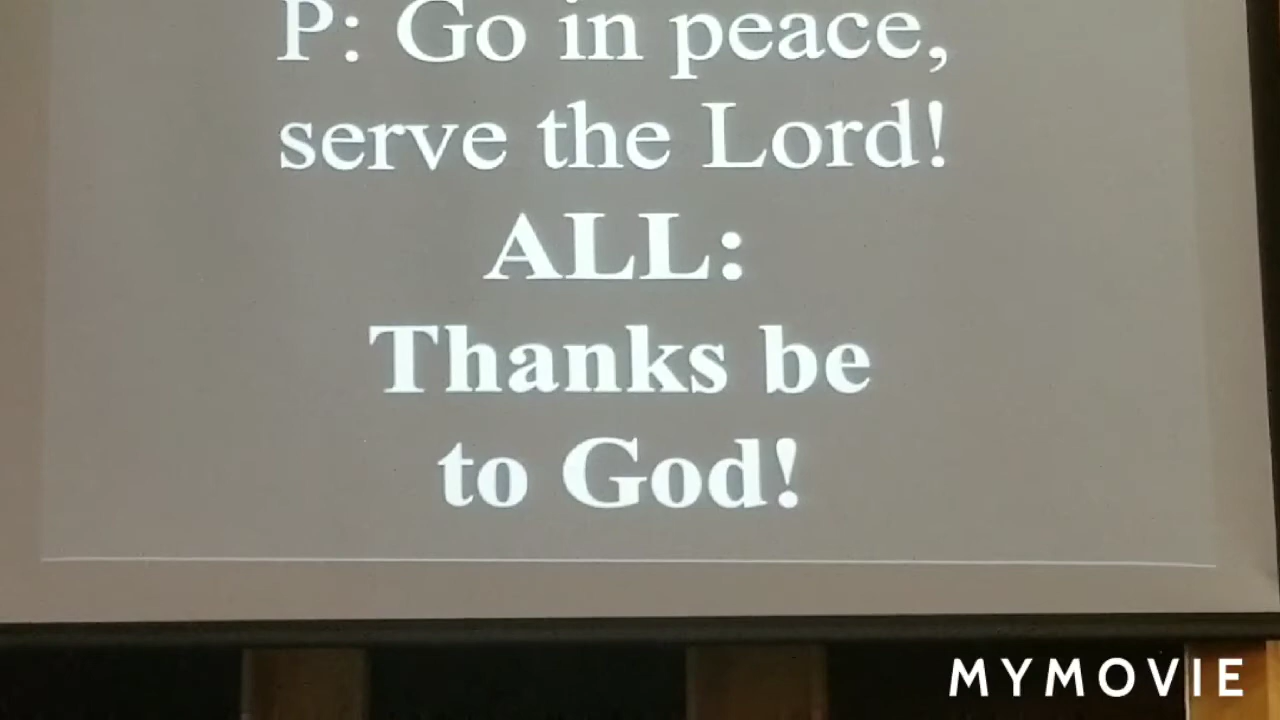 P: Go in peace,
serve the Lord!
ALL:
Thanks be
to God!
MYMOVIE